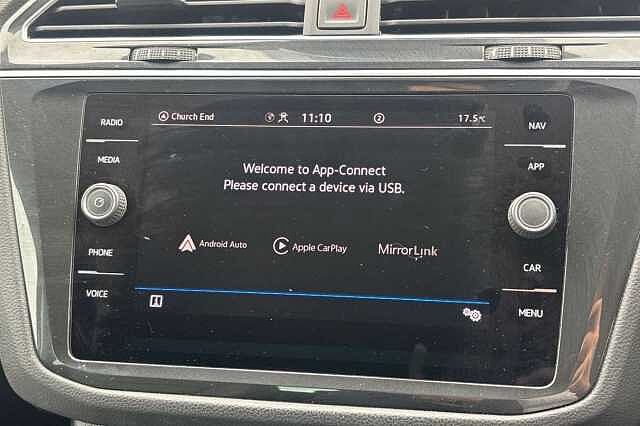 RADIO
MEDIA
PHONE
VOICE
Church End 11:10 2 17.5°C
Welcome to App-Connect
Please connect a device via USB.
Android Auto Apple CarPlay MirrorLink
NAV
APP
CAR
MENU